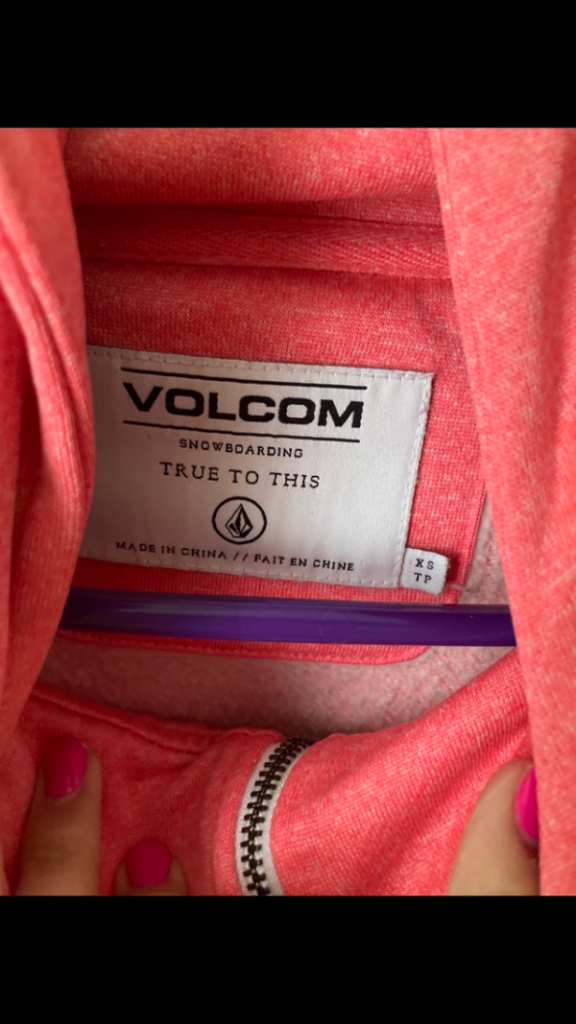 VOLCOM
SNOWBOARDING
TRUE TO THIS
MADE IN CHINA // FAIT EN CHINE
XS
TP